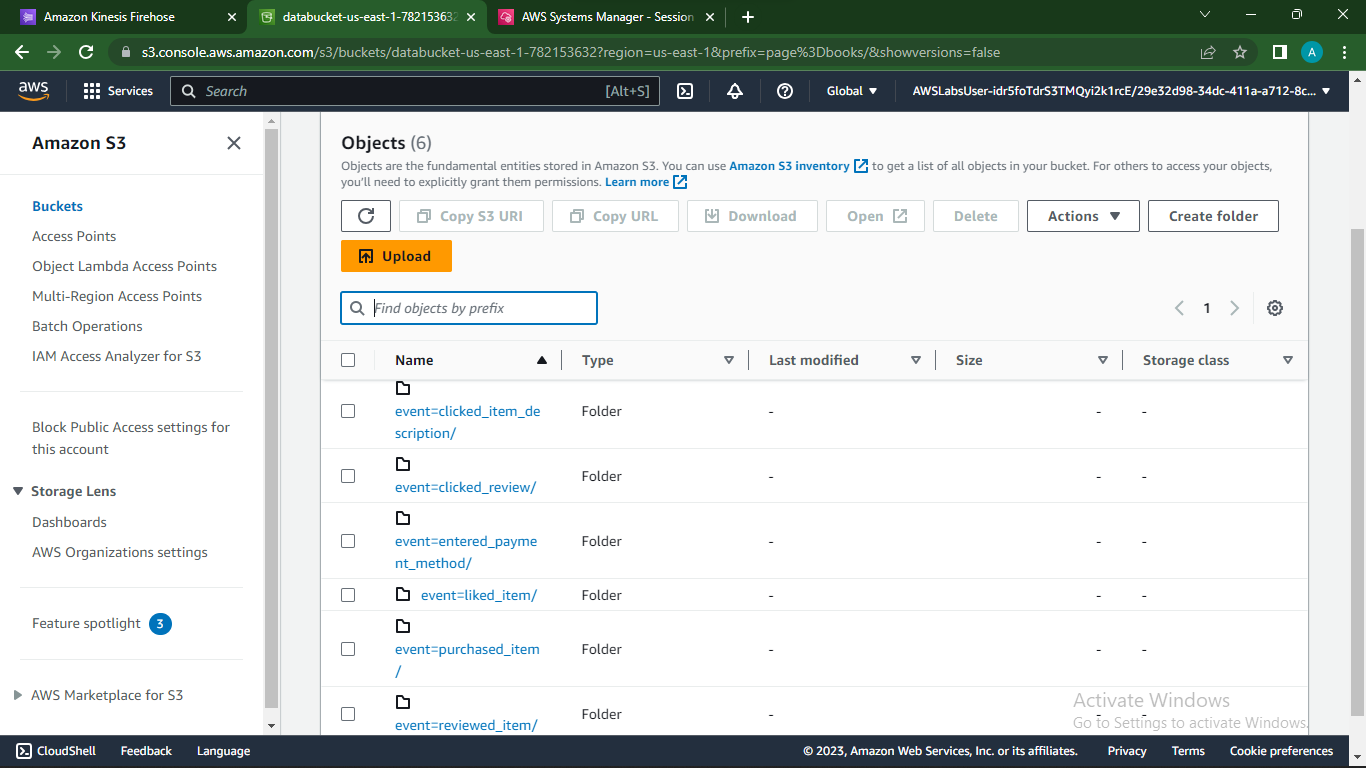 Amazon Kinesis Firehose
databucket-us-east-1-782153632
AWS Systems Manager - Session
s3.console.aws.amazon.com/s3/buckets/databucket-us-east-1-782153632?region=us-east-1&prefix=page%3Dbooks/&showversions=false
A
aws
Services
Search
[Alt+S]
Global
AWSLabsUser-idr5foTdrS3TMQyi2k1rcE/29e32d98-34dc-411a-a712-8c...
Amazon S3
Buckets
Access Points
Object Lambda Access Points
Multi-Region Access Points
Batch Operations
IAM Access Analyzer for S3
Block Public Access settings for
this account
Storage Lens
Dashboards
AWS Organizations settings
Feature spotlight 3
AWS Marketplace for S3
Objects (6)
Objects are the fundamental entities stored in Amazon S3. You can use Amazon S3 inventory to get a list of all objects in your bucket. For others to access your objects,
you'll need to explicitly grant them permissions. Learn more
Copy S3 URI
Copy URL
Download
Open
Delete
Actions
Create folder
Upload
Find objects by prefix
1
Name
Type
Last modified
Size
Storage class
event=clicked_item_de
scription/
Folder
-
-
-
event=clicked_review/
Folder
-
-
-
event=entered_payme
nt_method/
Folder
-
-
-
event=liked_item/
Folder
-
-
-
event=purchased_item
/
Folder
-
-
-
event=reviewed_item/
Folder
-
-
-
Activate Windows
Go to Settings to activate Windows.
CloudShell
Feedback
Language
© 2023, Amazon Web Services, Inc. or its affiliates.
Privacy
Terms
Cookie preferences